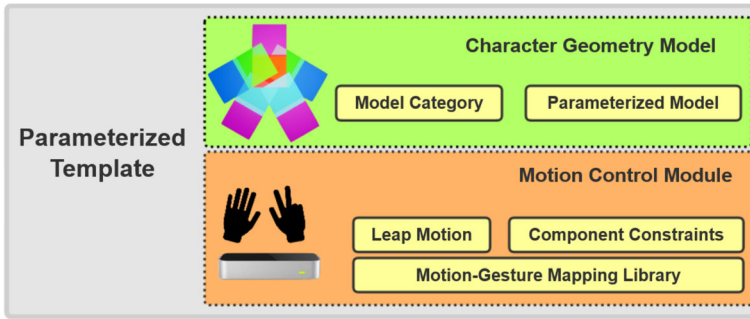 Parameterized
Template
Character Geometry Model
Model Category
Parameterized Model
Motion Control Module
Leap Motion
Component Constraints
Motion-Gesture Mapping Library